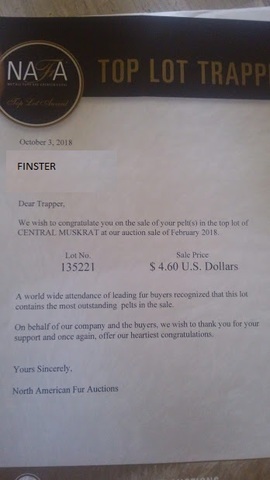 NAFA
TOP LOT TRAPP
Top Lot Award
October 3, 2018
FINSTER
Dear Trapper,
We wish to congratulate you on the sale of your pelt(s) in the top lot of
CENTRAL MUSKRAT at our auction sale of February 2018.
Lot No. Sale Price
135221 $ 4.60 U.S. Dollars
A world wide attendance of leading fur buyers recognized that this lot
contains the most outstanding pelts in the sale.
On behalf of our company and the buyers, we wish to thank you for your
support and once again, offer our heartiest congratulations.
Yours Sincerely,
North American Fur Auctions